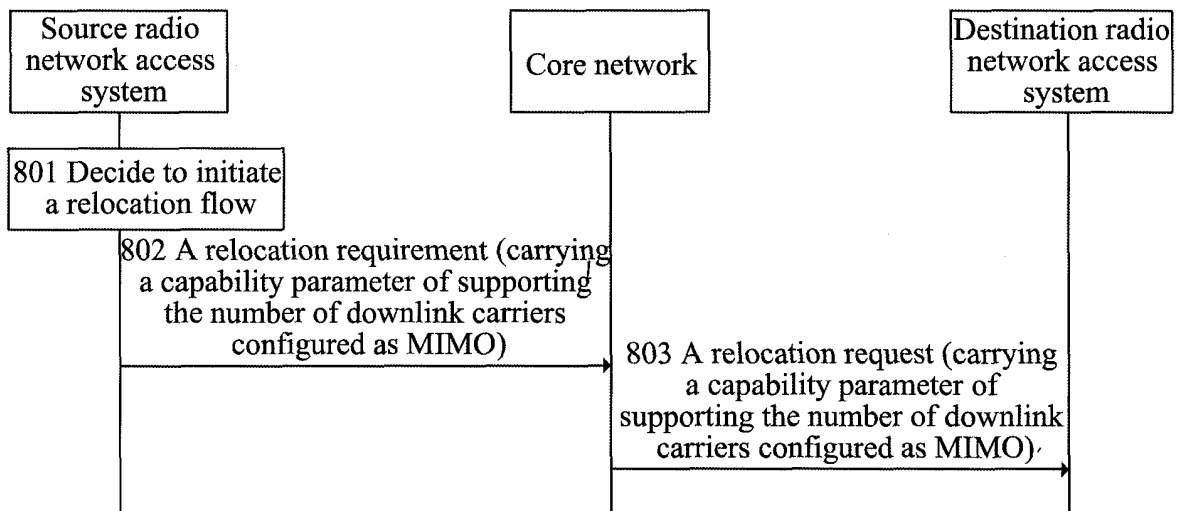 Source radio
network access
system
Core network
Destination radio
network access
system
801 Decide to initiate
a relocation flow
802 A relocation requirement (carrying
a capability parameter of supporting
the number of downlink carriers
configured as MIMO)
803 A relocation request (carrying
a capability parameter of
supporting the number of downlink
carriers configured as MIMO)